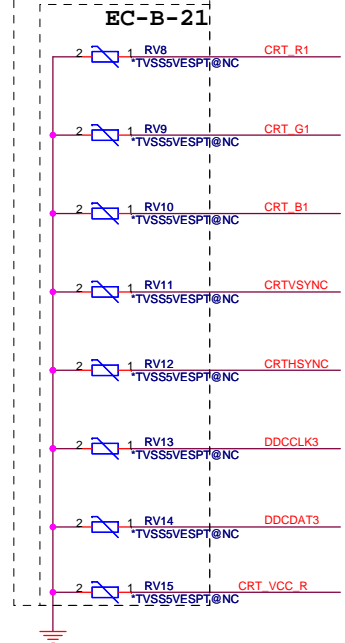 EC-B-21
2 1 RV8 CRT_R1
*TVSS5VESPT@NC
2 1 RV9 CRT_G1
*TVSS5VESPT@NC
2 1 RV10 CRT_B1
*TVSS5VESPT@NC
2 1 RV11 CRTVSYNC
*TVSS5VESPT@NC
2 1 RV12 CRTHSYNC
*TVSS5VESPT@NC
2 1 RV13 DDCCLK3
*TVSS5VESPT@NC
2 1 RV14 DDCDAT3
*TVSS5VESPT@NC
2 1 RV15 CRT_VCC_R
*TVSS5VESPT@NC